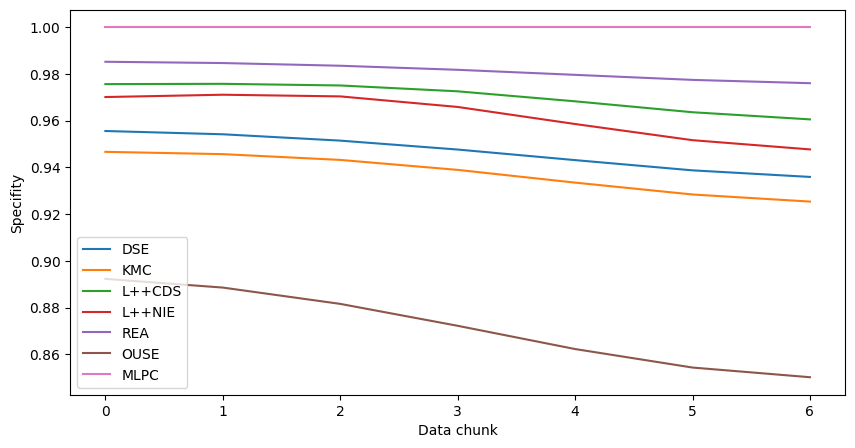 1.00
0.98
0.96
0.94
0.92
0.90
0.88
0.86
Specifity
DSE
KMC
L++CDS
L++NIE
REA
OUSE
MLPC
0 1 2 3 4 5 6
Data chunk